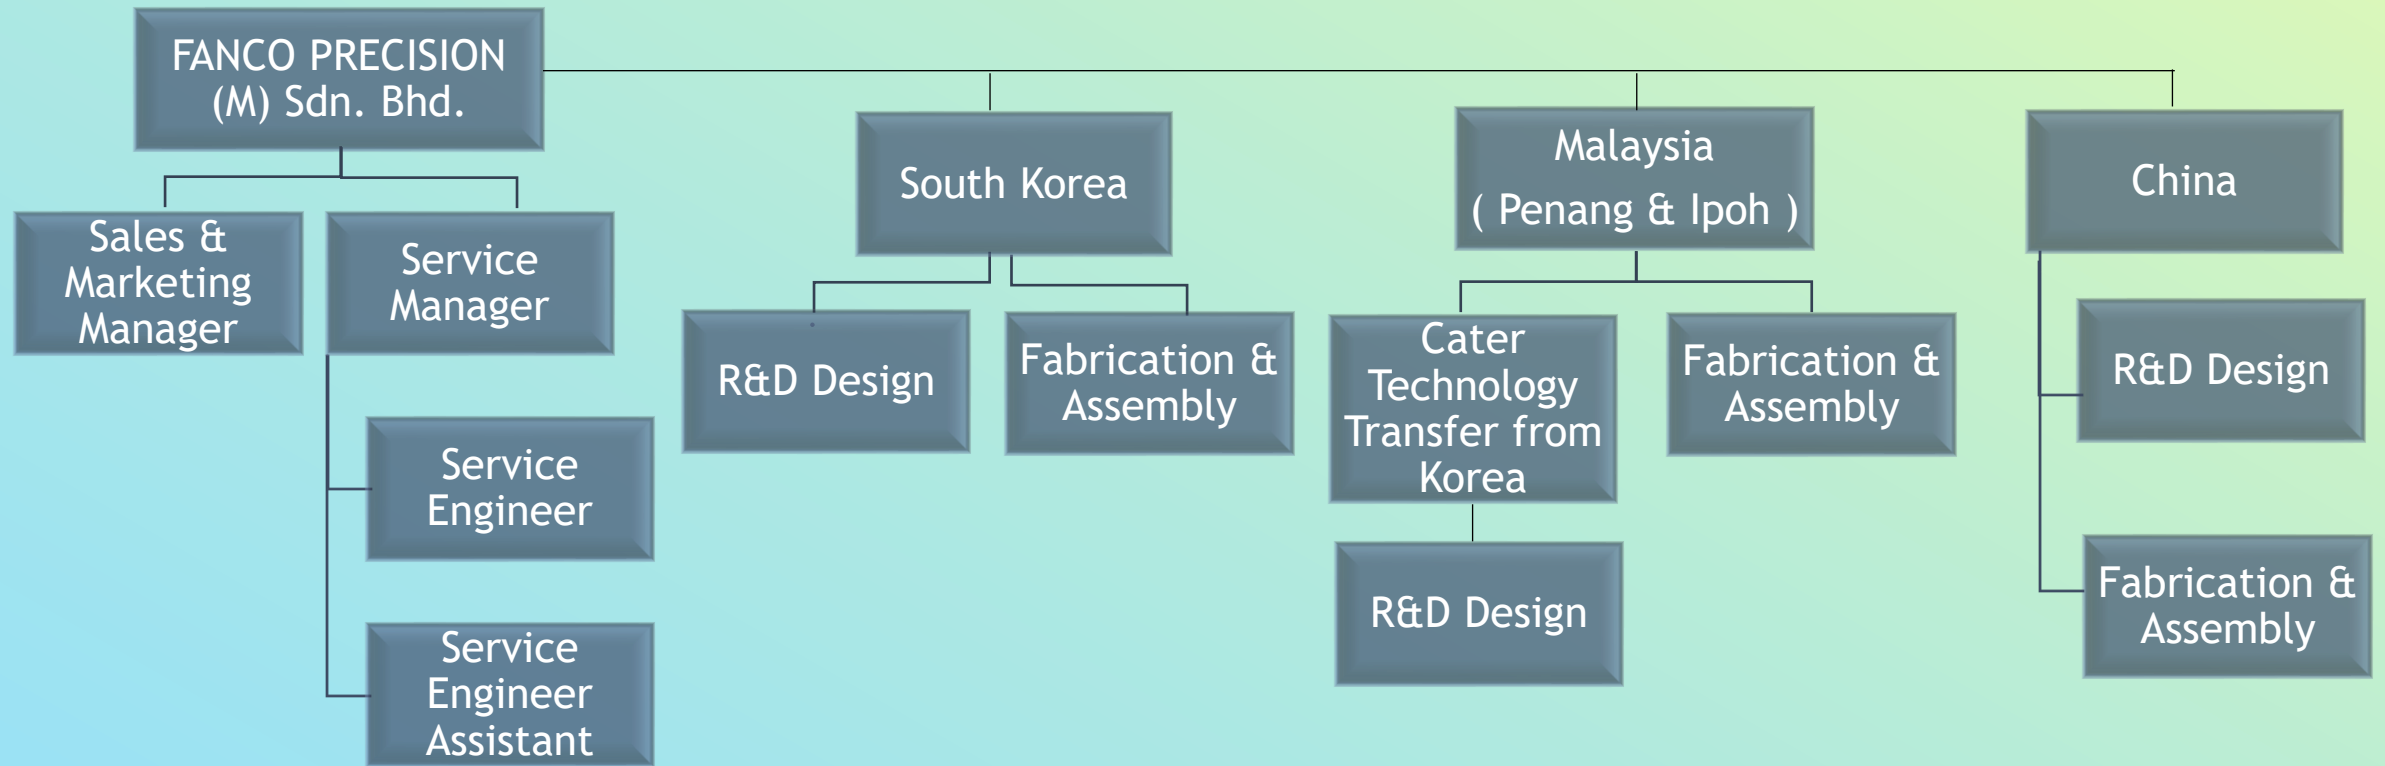 FANCO PRECISION
(M) Sdn. Bhd.
Sales &
Marketing
Manager
Service
Manager
Service
Engineer
Service
Engineer
Assistant
South Korea
R&D Design
Fabrication &
Assembly
Malaysia
( Penang & Ipoh )
Cater
Technology
Transfer from
Korea
R&D Design
Fabrication &
Assembly
China
R&D Design
Fabrication &
Assembly